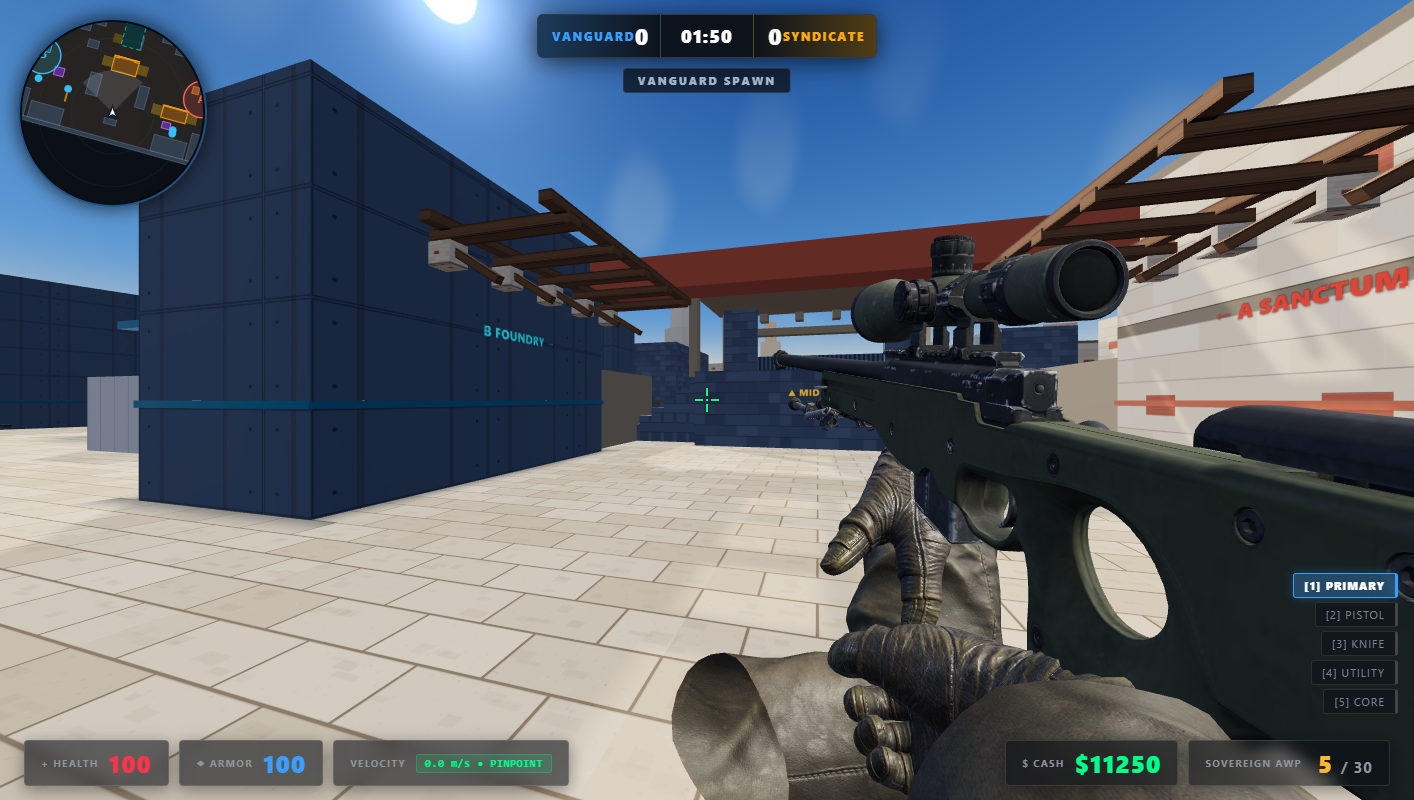 VANGUARD 0
01:50
0 SYNDICATE
VANGUARD SPAWN
B FOUNDRY
▲ MID
← A SANCTUM
[1] PRIMARY
[2] PISTOL
[3] KNIFE
[4] UTILITY
[5] CORE
+ HEALTH 100
ARMOR 100
VELOCITY 0.0 m/s • PINPOINT
$ CASH $11250
SOVEREIGN AWP 5 / 30